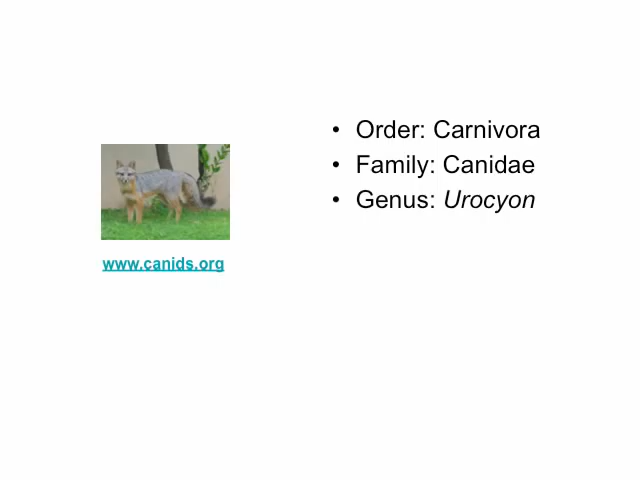 • Order: Carnivora
• Family: Canidae
• Genus: Urocyon
www.canids.org